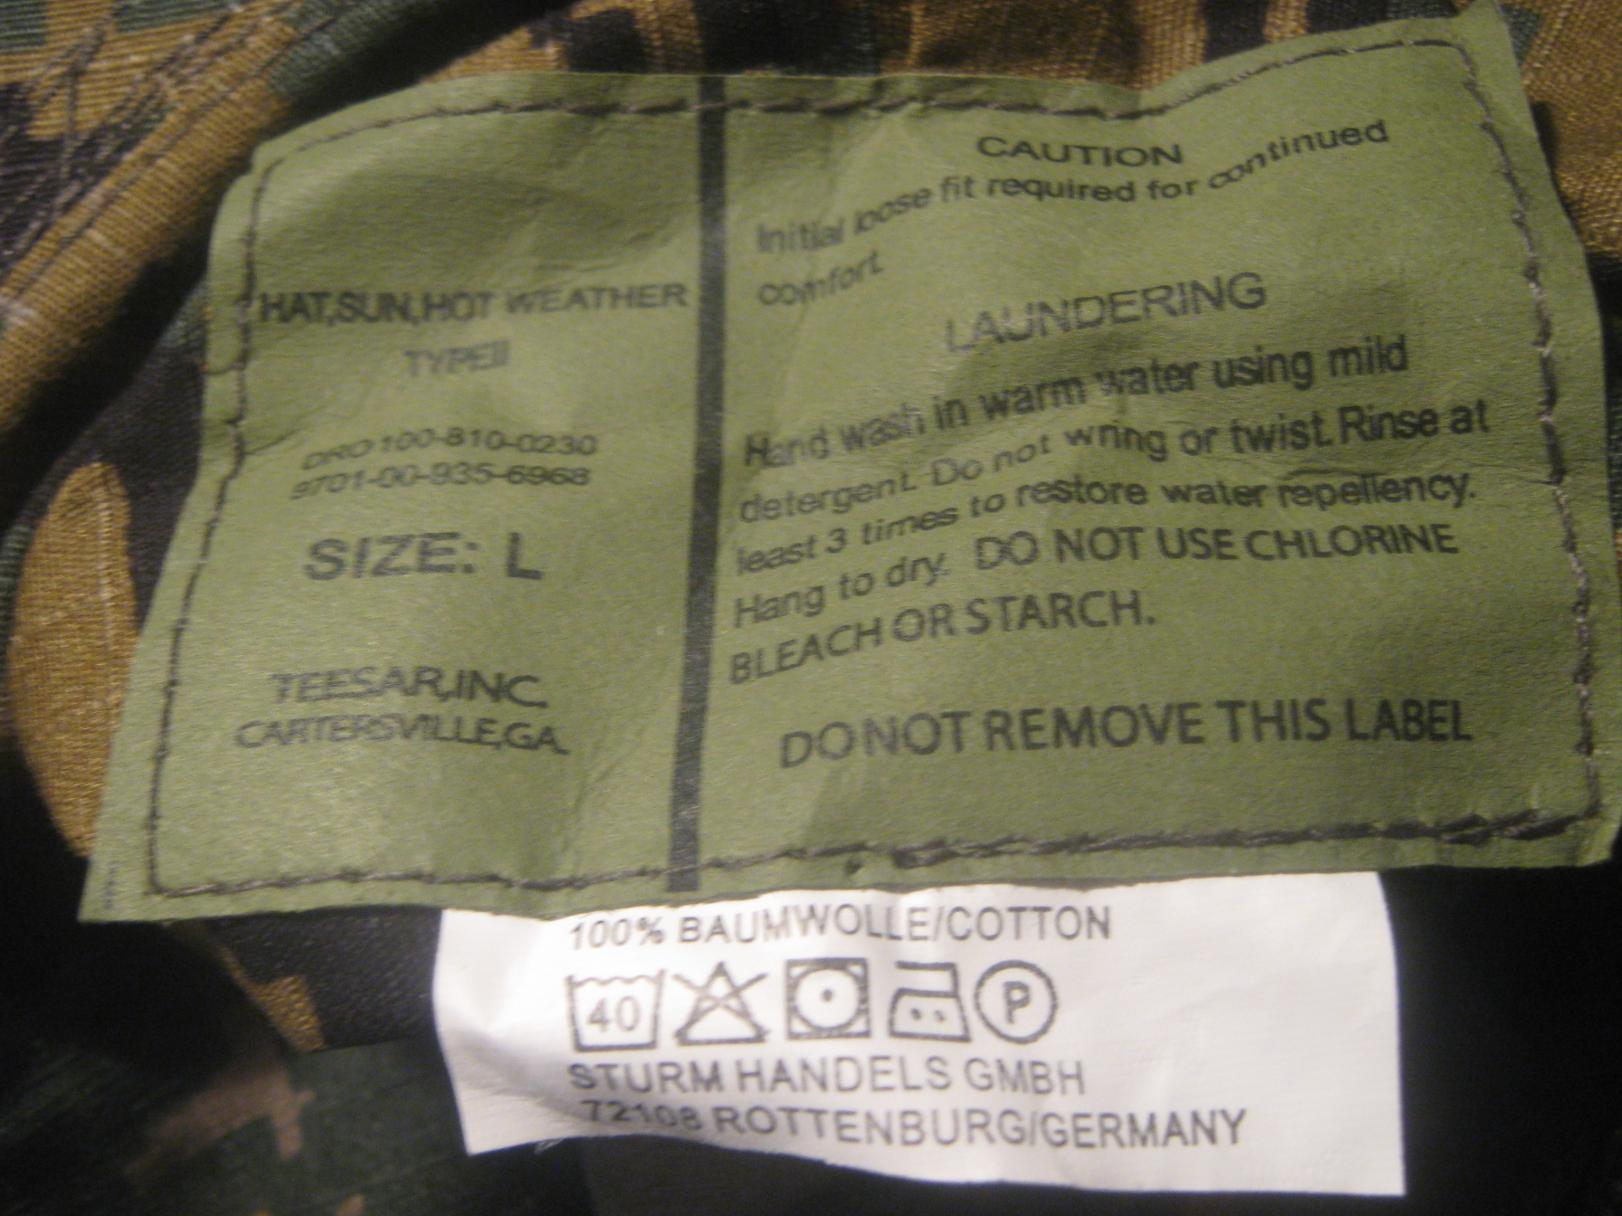 HAT,SUN,HOT WEATHER
TYPEII
DRO100-810-0230
9701-00-935-6968
SIZE: L
TEESAR,INC.
CARTERSVILLE,GA.
CAUTION
Initial loose fit required for continued
comfort.
LAUNDERING
Hand wash in warm water using mild
detergent. Do not wring or twist. Rinse at
least 3 times to restore water repellency.
Hang to dry. DO NOT USE CHLORINE
BLEACH OR STARCH.
DO NOT REMOVE THIS LABEL
100% BAUMWOLLE/COTTON
40
P
STURM HANDELS GMBH
72108 ROTTENBURG/GERMANY